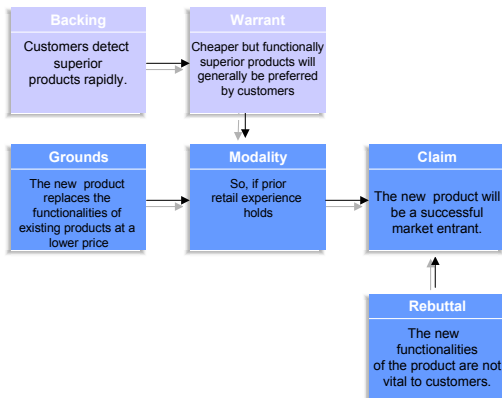 Backing
Customers detect
superior
products rapidly.
Warrant
Cheaper but functionally
superior products will
generally be preferred
by customers
Grounds
The new product
replaces the
functionalities of
existing products at a
lower price
Modality
So, if prior
retail experience
holds
Claim
The new product will
be a successful
market entrant.
Rebuttal
The new
functionalities
of the product are not
vital to customers.